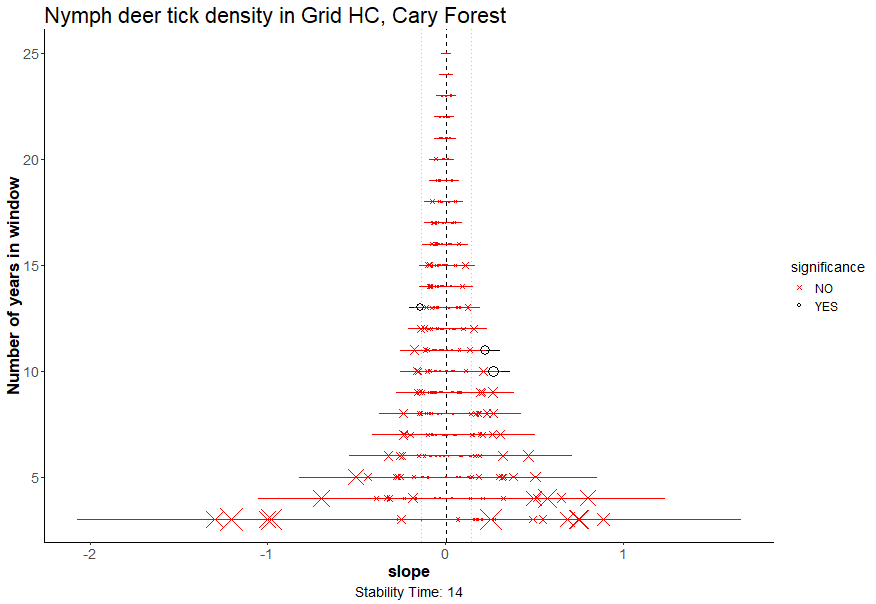 Nymph deer tick density in Grid HC, Cary Forest
Number of years in window
25
20
15
10
5
-2
-1
0
1
slope
Stability Time: 14
significance
NO
YES